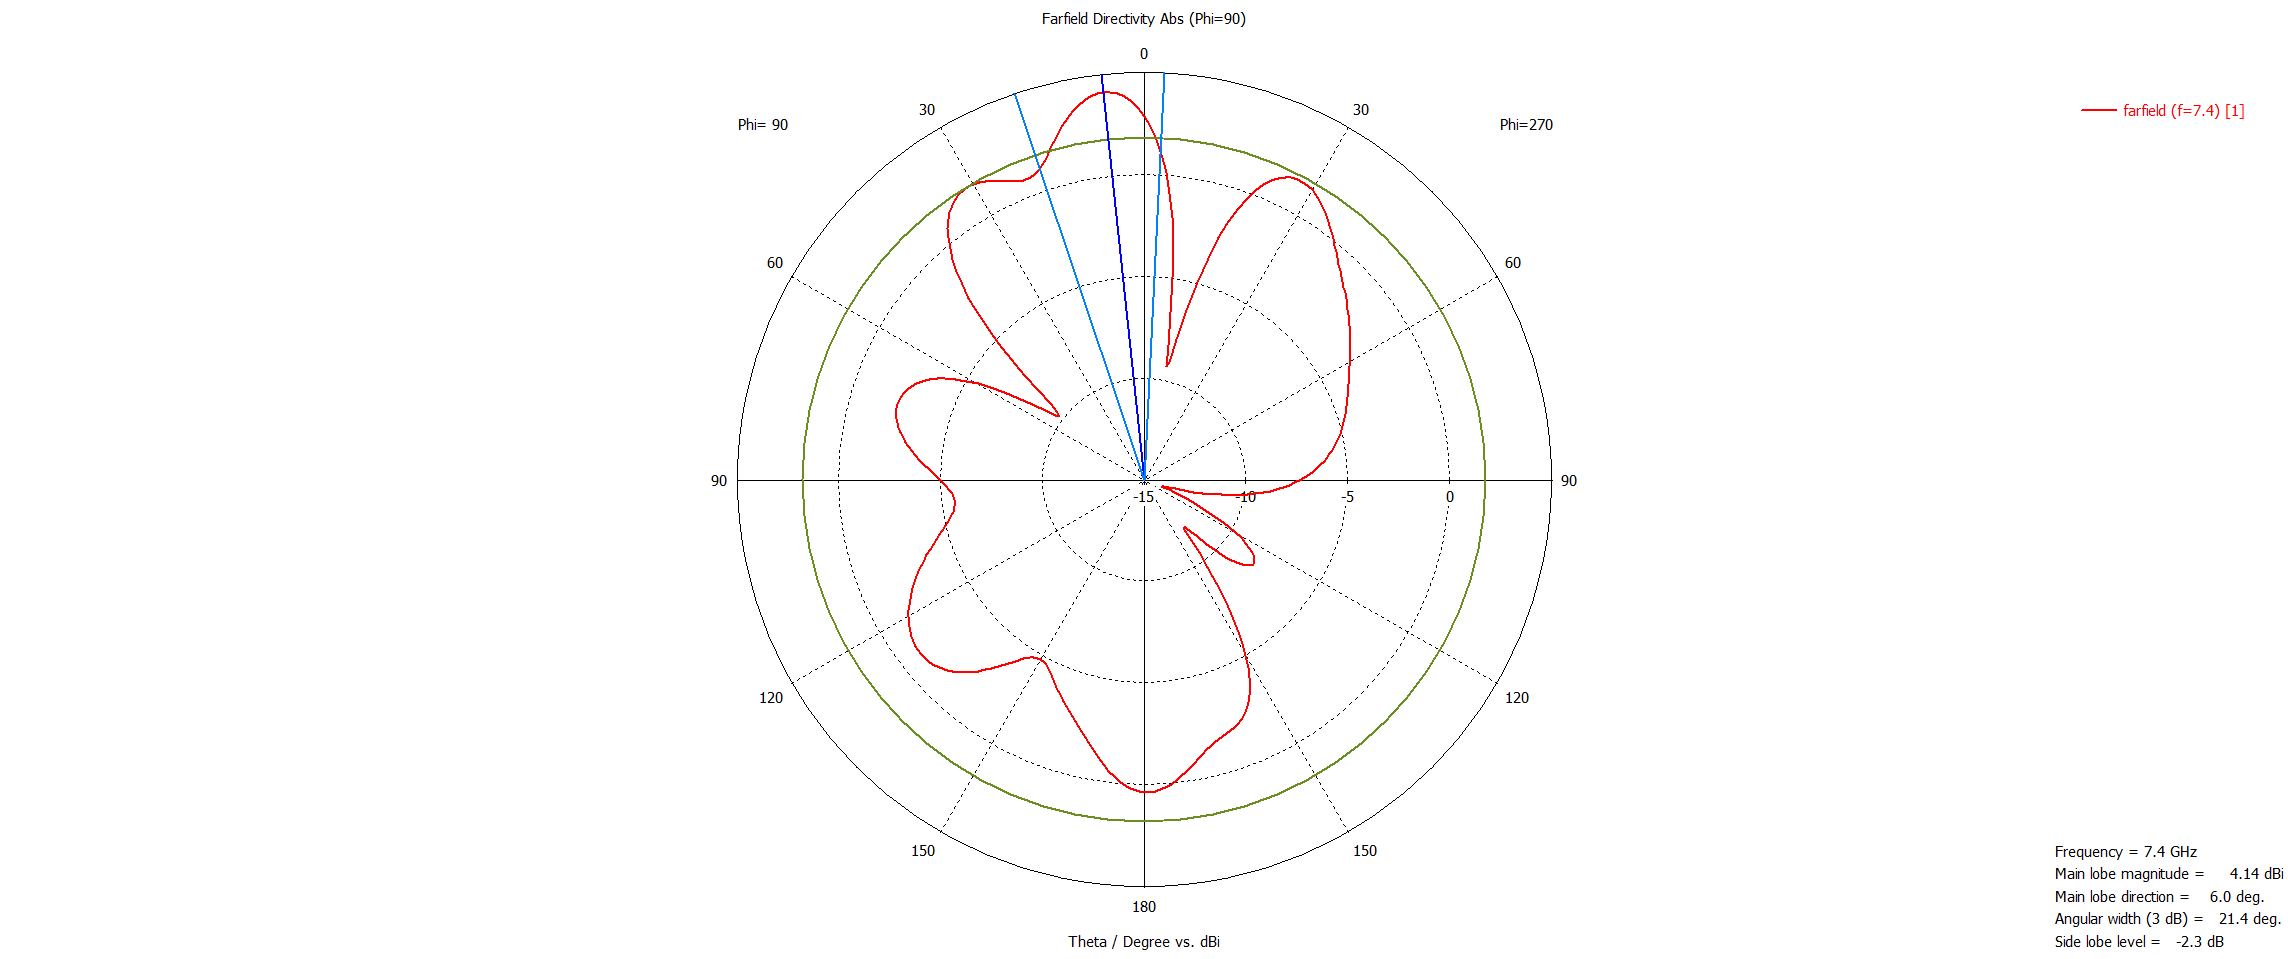 Farfield Directivity Abs (Phi=90)
0
30
30
Phi= 90
Phi=270
farfield (f=7.4) [1]
60
60
90
90
-15
-10
-5
0
120
120
150
150
180
Theta / Degree vs. dBi
Frequency = 7.4 GHz
Main lobe magnitude = 4.14 dBi
Main lobe direction = 6.0 deg.
Angular width (3 dB) = 21.4 deg.
Side lobe level = -2.3 dB